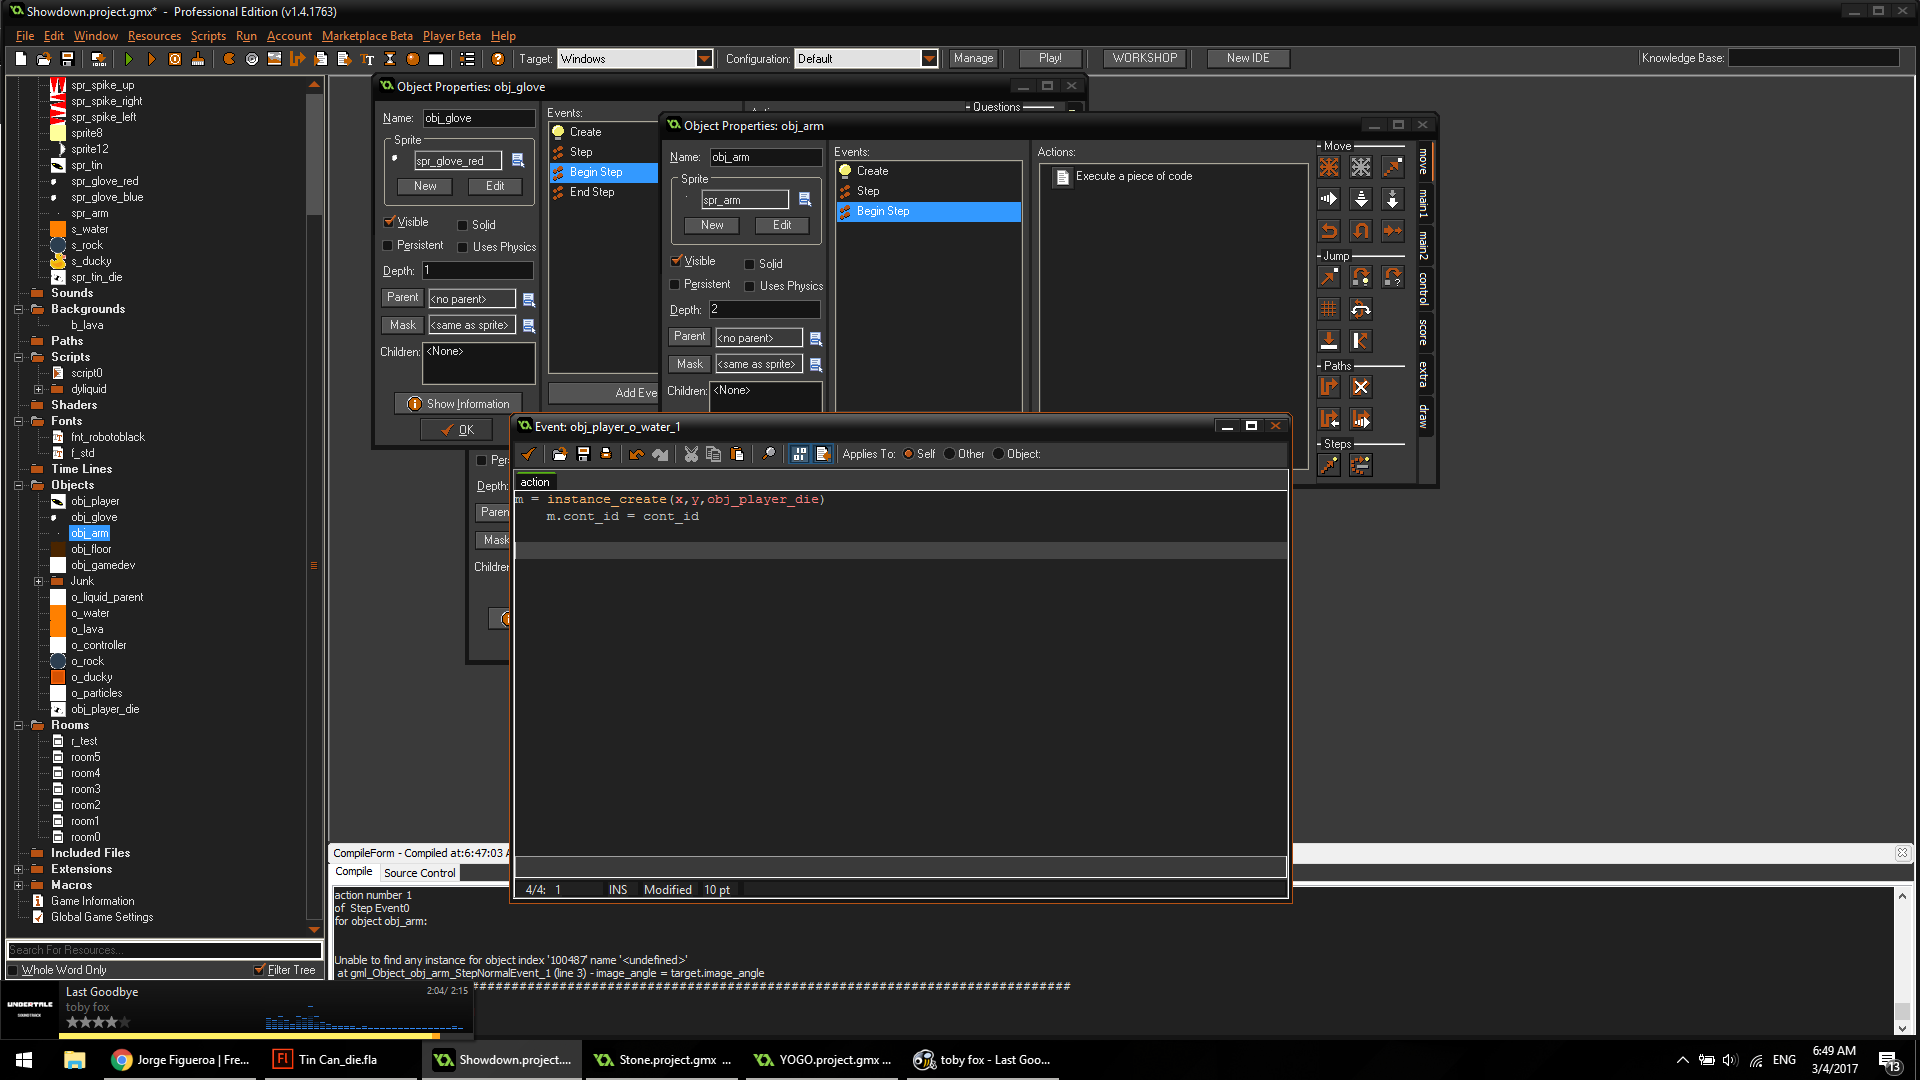 Showdown.project.gmx* - Professional Edition (v1.4.1763)
File Edit Window Resources Scripts Run Account Marketplace Beta Player Beta Help
Target: Windows Configuration: Default Manage Play! WORKSHOP New IDE Knowledge Base:
spr_spike_up
spr_spike_right
spr_spike_left
sprite8
sprite12
spr_tin
spr_glove_red
spr_glove_blue
spr_arm
s_water
s_rock
s_ducky
spr_tin_die
Sounds
Backgrounds
b_lava
Paths
Scripts
script0
dyliquid
Shaders
Fonts
fnt_robotoblack
f_std
Time Lines
Objects
obj_player
obj_glove
obj_arm
obj_floor
obj_gamedev
Junk
o_liquid_parent
o_water
o_lava
o_controller
o_rock
o_ducky
o_particles
obj_player_die
Rooms
r_test
room5
room4
room3
room2
room1
room0
Included Files
Extensions
Macros
Game Information
Global Game Settings
Search For Resources...
Whole Word Only Filter Tree
Object Properties: obj_glove
Name: obj_glove
Sprite
spr_glove_red
New Edit
Visible Solid
Persistent Uses Physics
Depth: 1
Parent <no parent>
Mask <same as sprite>
Children: <None>
Show Information
OK
Events:
Create
Step
Begin Step
End Step
Add Eve
Questions
Object Properties: obj_arm
Name: obj_arm
Sprite
spr_arm
New Edit
Visible Solid
Persistent Uses Physics
Depth: 2
Parent <no parent>
Mask <same as sprite>
Children: <None>
Events:
Create
Step
Begin Step
Actions:
Execute a piece of code
Move
Jump
Paths
Steps
move
main1
main2
control
score
extra
draw
Pers
Depth:
Paren
Mask
Childre
Event: obj_player_o_water_1
Applies To: Self Other Object:
action
m = instance_create(x,y,obj_player_die)
m.cont_id = cont_id
4/4: 1 INS Modified 10 pt
CompileForm - Compiled at:6:47:03
Compile Source Control
action number 1
of Step Event0
for object obj_arm:
Unable to find any instance for object index '100487' name '<undefined>'
at gml_Object_obj_arm_StepNormalEvent_1 (line 3) - image_angle = target.image_angle
UNDERTALE
SOUNDTRACK
Last Goodbye 2:04/ 2:15
toby fox
Jorge Figueroa | Fre...
Tin Can_die.fla
Showdown.project....
Stone.project.gmx ...
YOGO.project.gmx ...
toby fox - Last Goo...
ENG
6:49 AM
3/4/2017
13